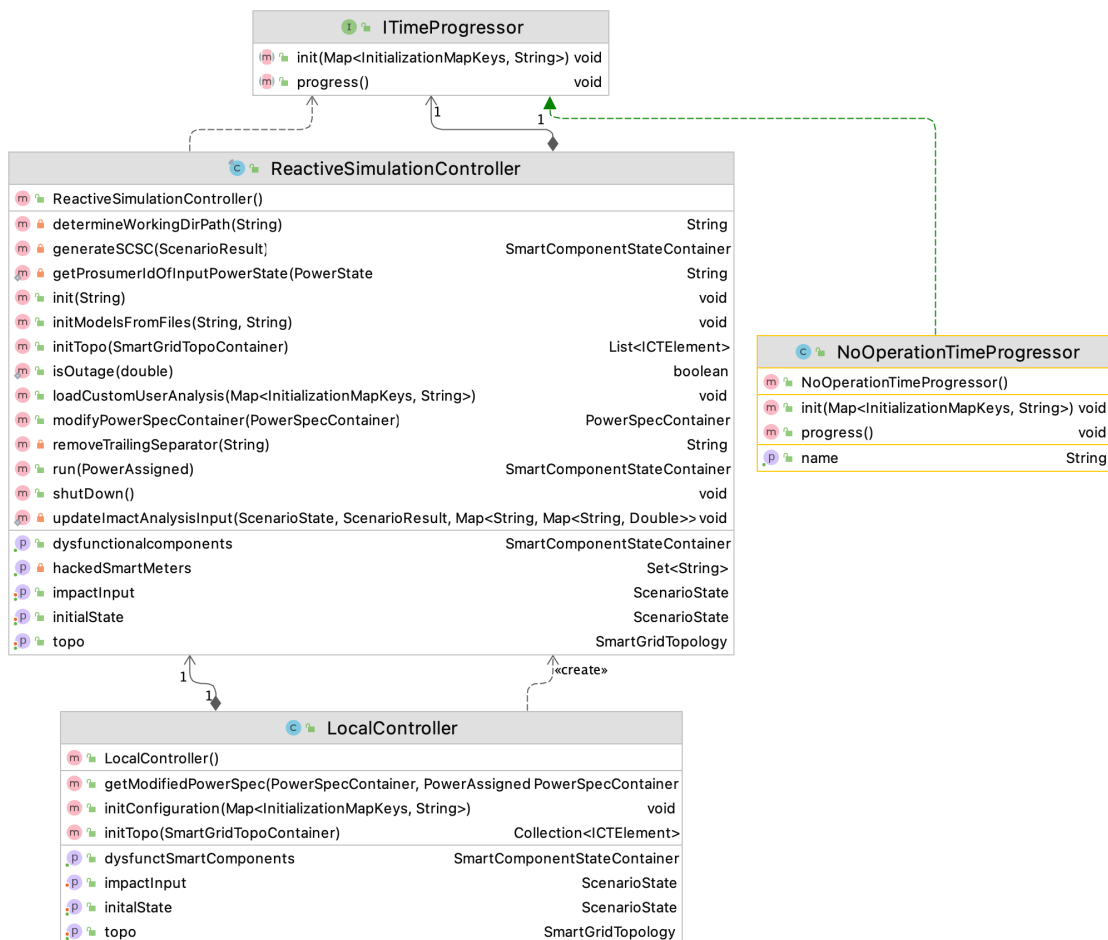 ITimeProgressor
init(Map<InitializationMapKeys, String>) void
progress() void
1
1
ReactiveSimulationController
ReactiveSimulationController()
determineWorkingDirPath(String) String
generateSCSC(ScenarioResult) SmartComponentStateContainer
getProsumerIdOfInputPowerState(PowerState String
init(String) void
initModelsFromFiles(String, String) void
initTopo(SmartGridTopoContainer) List<ICTElement>
isOutage(double) boolean
loadCustomUserAnalysis(Map<InitializationMapKeys, String>) void
modifyPowerSpecContainer(PowerSpecContainer) PowerSpecContainer
removeTrailingSeparator(String) String
run(PowerAssigned) SmartComponentStateContainer
shutDown() void
updateImactAnalysisInput(ScenarioState, ScenarioResult, Map<String, Map<String, Double>> void
dysfunctionalcomponents SmartComponentStateContainer
hackedSmartMeters Set<String>
impactInput ScenarioState
initialState ScenarioState
topo SmartGridTopology
NoOperationTimeProgressor
NoOperationTimeProgressor()
init(Map<InitializationMapKeys, String>) void
progress() void
name String
1
1
«create»
LocalController
LocalController()
getModifiedPowerSpec(PowerSpecContainer, PowerAssigned PowerSpecContainer
initConfiguration(Map<InitializationMapKeys, String>) void
initTopo(SmartGridTopoContainer) Collection<ICTElement>
dysfunctSmartComponents SmartComponentStateContainer
impactInput ScenarioState
initalState ScenarioState
topo SmartGridTopology